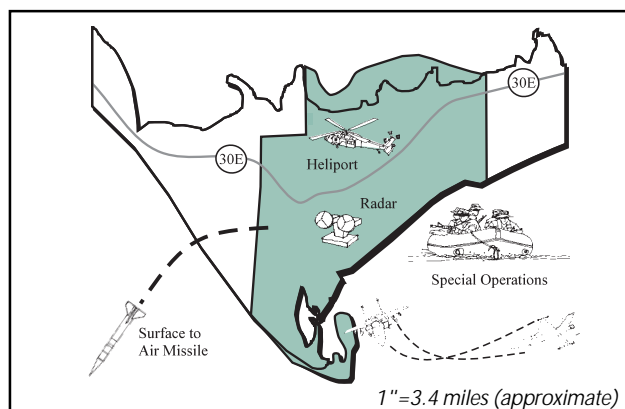 30E
Heliport
30E
Radar
Special Operations
Surface to
Air Missile
1"=3.4 miles (approximate)